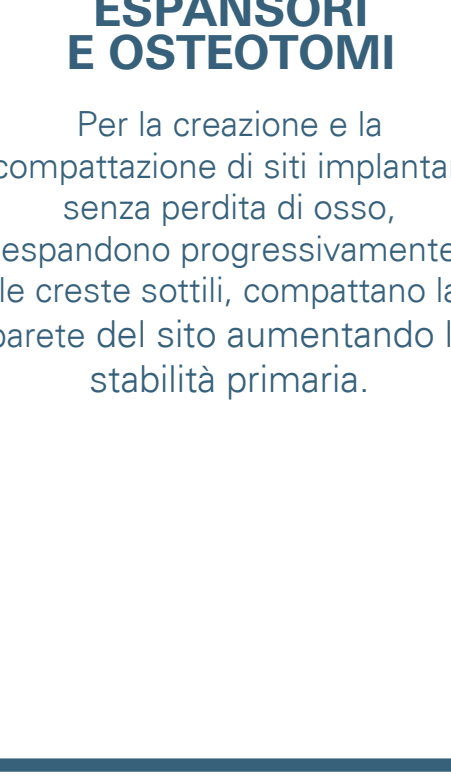 ESPANSORI
E OSTEOTOMI
Per la creazione e la
compattazione di siti implantar
senza perdita di osso,
espandono progressivamente
le creste sottili, compattano la
parete del sito aumentando l
stabilità primaria.